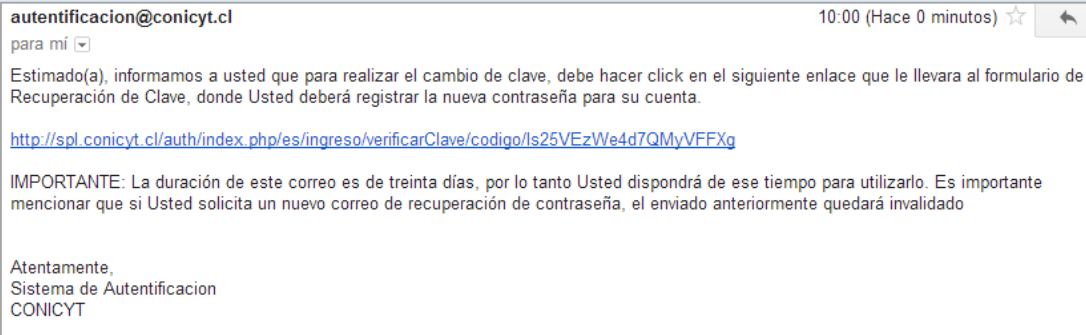 autentificacion@conicyt.cl 10:00 (Hace 0 minutos)
para mí
Estimado(a), informamos a usted que para realizar el cambio de clave, debe hacer click en el siguiente enlace que le llevara al formulario de
Recuperación de Clave, donde Usted deberá registrar la nueva contraseña para su cuenta.
http://spl.conicyt.cl/auth/index.php/es/ingreso/verificarClave/codigo/Is25VEzWe4d7QMyVFFXg
IMPORTANTE: La duración de este correo es de treinta días, por lo tanto Usted dispondrá de ese tiempo para utilizarlo. Es importante
mencionar que si Usted solicita un nuevo correo de recuperación de contraseña, el enviado anteriormente quedará invalidado
Atentamente,
Sistema de Autentificacion
CONICYT